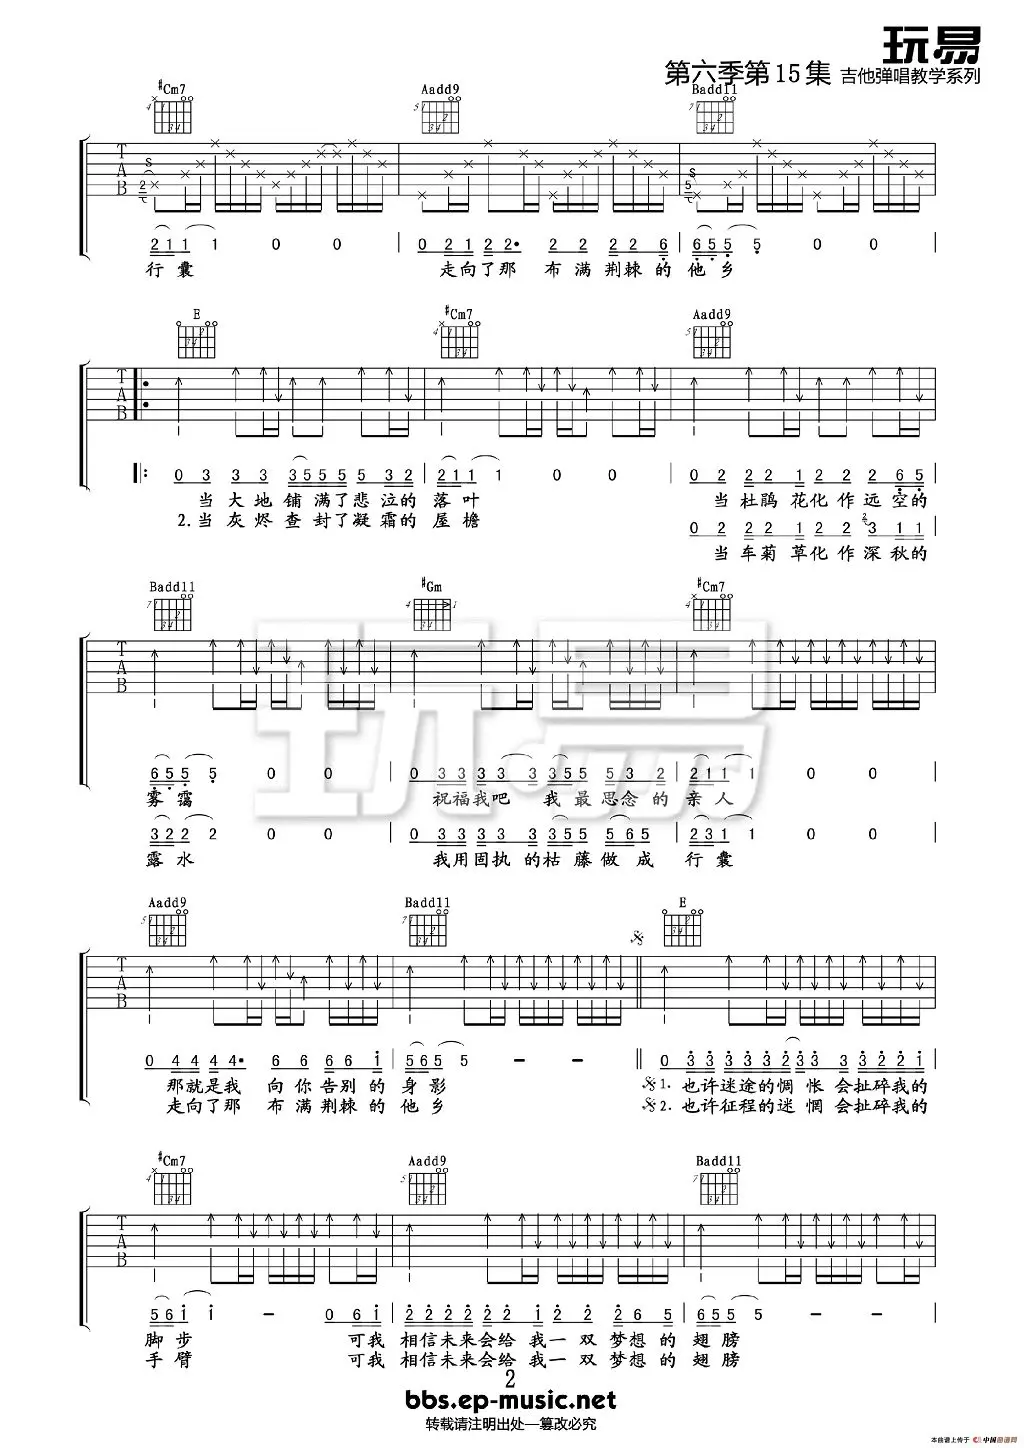 玩易
第六季第15集 吉他弹唱教学系列
#Cm7 Aadd9 Badd11
T
A
B
2 1 1 1 0 0 | 0 2 1 2 2 2• 2 2 2 2 6 | 6 5 5 5 0 0
行囊 走向了那 布满荆棘的他乡
E #Cm7 Aadd9
T
A
B
0 3 3 3 3 5 5 5 5 3 2 | 2 1 1 1 0 0 | 0 2 2 2 1 2 2 2 6 5
当大地铺满了悲泣的落叶 当杜鹃花化作远空的
2.当灰烬查封了凝霜的屋檐
0 2 2 2 1 2 2 2 3 1 1
当车菊草化作深秋的
Badd11 #Gm #Cm7
T
A
B
6 5 5 5 0 0 | 0 3 3 3 3 3 3 5 5 5 3 2 | 2 1 1 1 0 0
雾霭 祝福我吧 我最思念的亲人
3 2 2 2 0 0 | 0 3 3 3 3 3 3 5 5 5 6 5 | 2 3 1 1 0 0
露水 我用固执的枯藤做成行囊
Aadd9 Badd11 E
T
A
B
0 4 4 4 4• 6 6 6 6 1 | 5 6 5 5 - - || 0 3 3 3 3 2 3 3 3 2 2 1
那就是我 向你告别的身影 1.也许迷途的惆怅会扯碎我的
走向了那 布满荆棘的他乡 2.也许征程的迷惘会扯碎我的
#Cm7 Aadd9 Badd11
T
A
B
5 6 1 1 - 0 6 1 | 2 2 2 2 2 2 1 2 2 2 6 5 | 6 5 5 5 - -
脚步 可我相信未来会给我一双梦想的翅膀
手臂 可我相信未来会给我一双梦想的翅膀
2
bbs.ep-music.net
转载请注明出处—篡改必究
本曲谱上传于 中国曲谱网